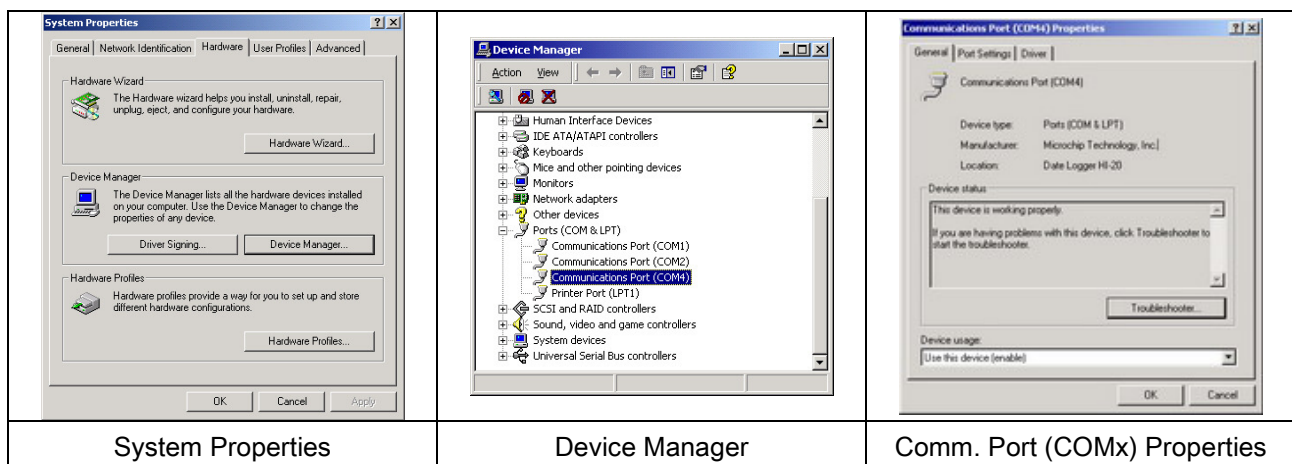 System Properties
General
Network Identification
Hardware
User Profiles
Advanced
Hardware Wizard
The Hardware wizard helps you install, uninstall, repair,
unplug, eject, and configure your hardware.
Hardware Wizard...
Device Manager
The Device Manager lists all the hardware devices installed
on your computer. Use the Device Manager to change the
properties of any device.
Driver Signing...
Device Manager...
Hardware Profiles
Hardware profiles provide a way for you to set up and store
different hardware configurations.
Hardware Profiles...
OK
Cancel
Apply
System Properties
Device Manager
Action
View
Human Interface Devices
IDE ATA/ATAPI controllers
Keyboards
Mice and other pointing devices
Monitors
Network adapters
Other devices
Ports (COM & LPT)
Communications Port (COM1)
Communications Port (COM2)
Communications Port (COM4)
Printer Port (LPT1)
SCSI and RAID controllers
Sound, video and game controllers
System devices
Universal Serial Bus controllers
Device Manager
Communications Port (COM4) Properties
General
Port Settings
Driver
Communications Port (COM4)
Device type: Ports (COM & LPT)
Manufacturer: Microchip Technology, Inc.
Location: Date Logger HI-20
Device status
This device is working properly.
If you are having problems with this device, click Troubleshooter to
start the troubleshooter.
Troubleshooter...
Device usage:
Use this device (enable)
OK
Cancel
Comm. Port (COMx) Properties